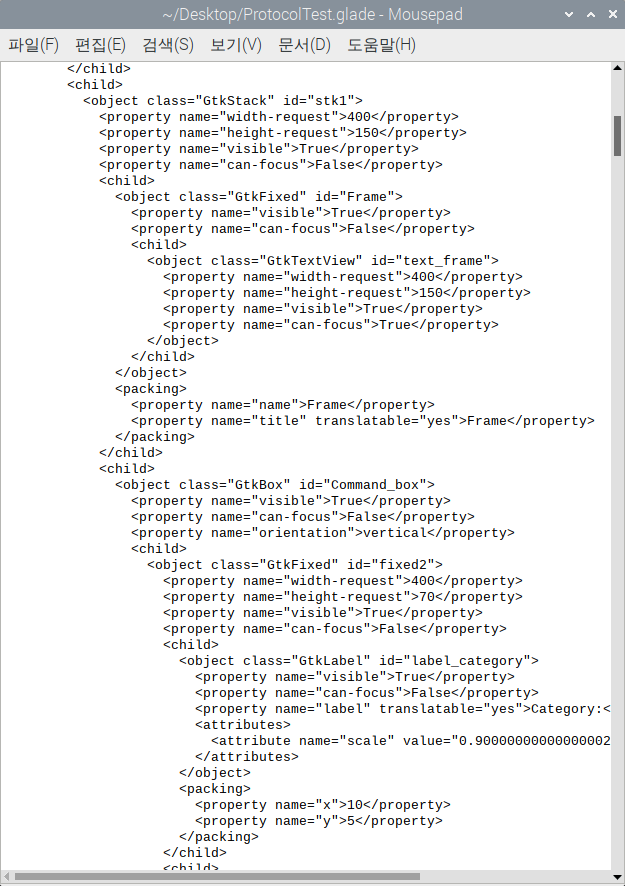 ~/Desktop/ProtocolTest.glade - Mousepad
파일(F) 편집(E) 검색(S) 보기(V) 문서(D) 도움말(H)
</child>
<child>
<object class="GtkStack" id="stk1">
<property name="width-request">400</property>
<property name="height-request">150</property>
<property name="visible">True</property>
<property name="can-focus">False</property>
<child>
<object class="GtkFixed" id="Frame">
<property name="visible">True</property>
<property name="can-focus">False</property>
<child>
<object class="GtkTextView" id="text_frame">
<property name="width-request">400</property>
<property name="height-request">150</property>
<property name="visible">True</property>
<property name="can-focus">True</property>
</object>
</child>
</object>
<packing>
<property name="name">Frame</property>
<property name="title" translatable="yes">Frame</property>
</packing>
</child>
<child>
<object class="GtkBox" id="Command_box">
<property name="visible">True</property>
<property name="can-focus">False</property>
<property name="orientation">vertical</property>
<child>
<object class="GtkFixed" id="fixed2">
<property name="width-request">400</property>
<property name="height-request">70</property>
<property name="visible">True</property>
<property name="can-focus">False</property>
<child>
<object class="GtkLabel" id="label_category">
<property name="visible">True</property>
<property name="can-focus">False</property>
<property name="label" translatable="yes">Category:<
<attributes>
<attribute name="scale" value="0.90000000000000002
</attributes>
</object>
<packing>
<property name="x">10</property>
<property name="y">5</property>
</packing>
</child>
<child>